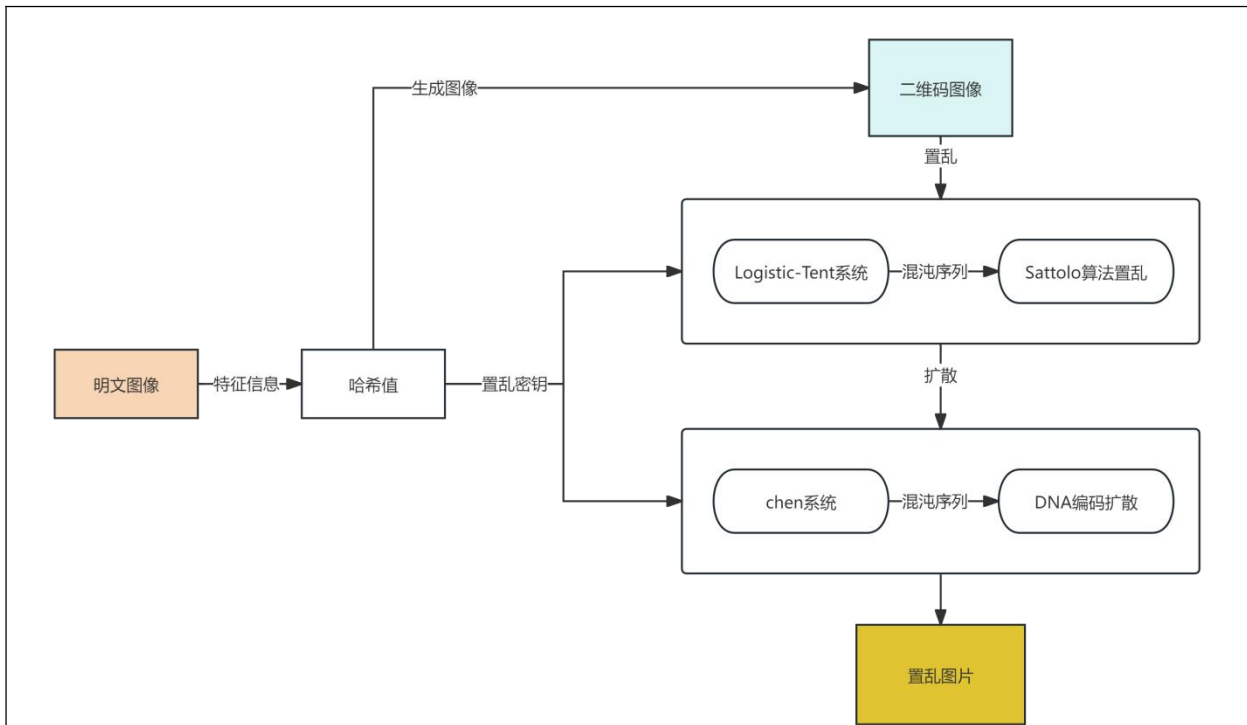 生成图像
二维码图像
置乱
Logistic-Tent系统
混沌序列
Sattolo算法置乱
明文图像
特征信息
哈希值
置乱密钥
扩散
chen系统
混沌序列
DNA编码扩散
置乱图片